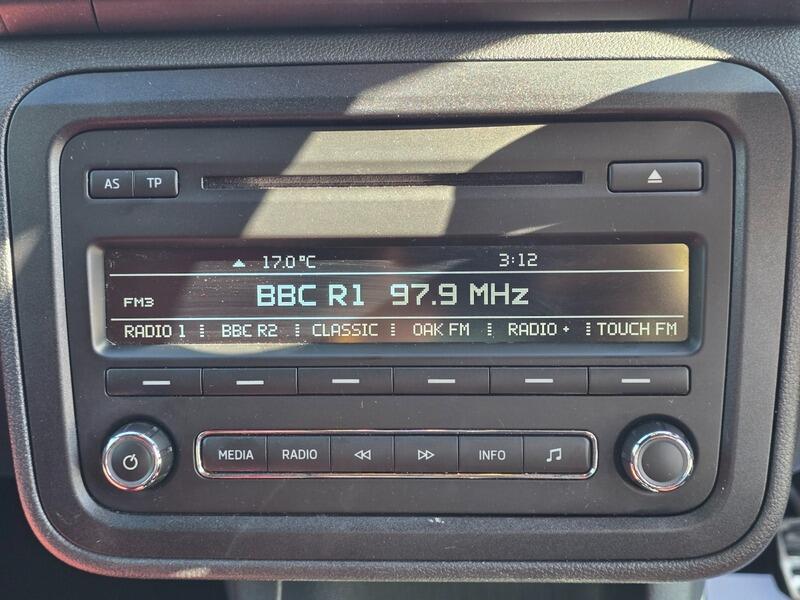 AS TP
17.0°C 3:12
FM3 BBC R1 97.9 MHz
RADIO 1 BBC R2 CLASSIC OAK FM RADIO + TOUCH FM
MEDIA RADIO INFO